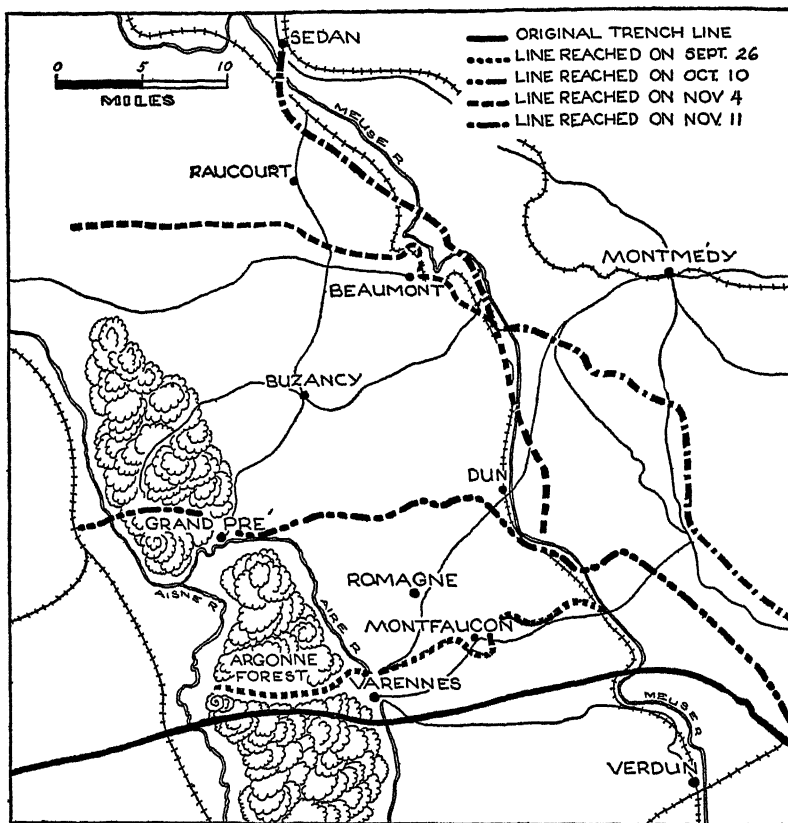 SEDAN
ORIGINAL TRENCH LINE
LINE REACHED ON SEPT. 26
LINE REACHED ON OCT. 10
LINE REACHED ON NOV 4
LINE REACHED ON NOV. 11
0 5 10
MILES
MEUSE R.
RAUCOURT
MONTMÉDY
BEAUMONT
BUZANCY
DUN
GRAND PRÉ
AISNE R.
AIRE R.
ROMAGNE
MONTFAUCON
ARGONNE
FOREST
VARENNES
MEUSE R
VERDUN